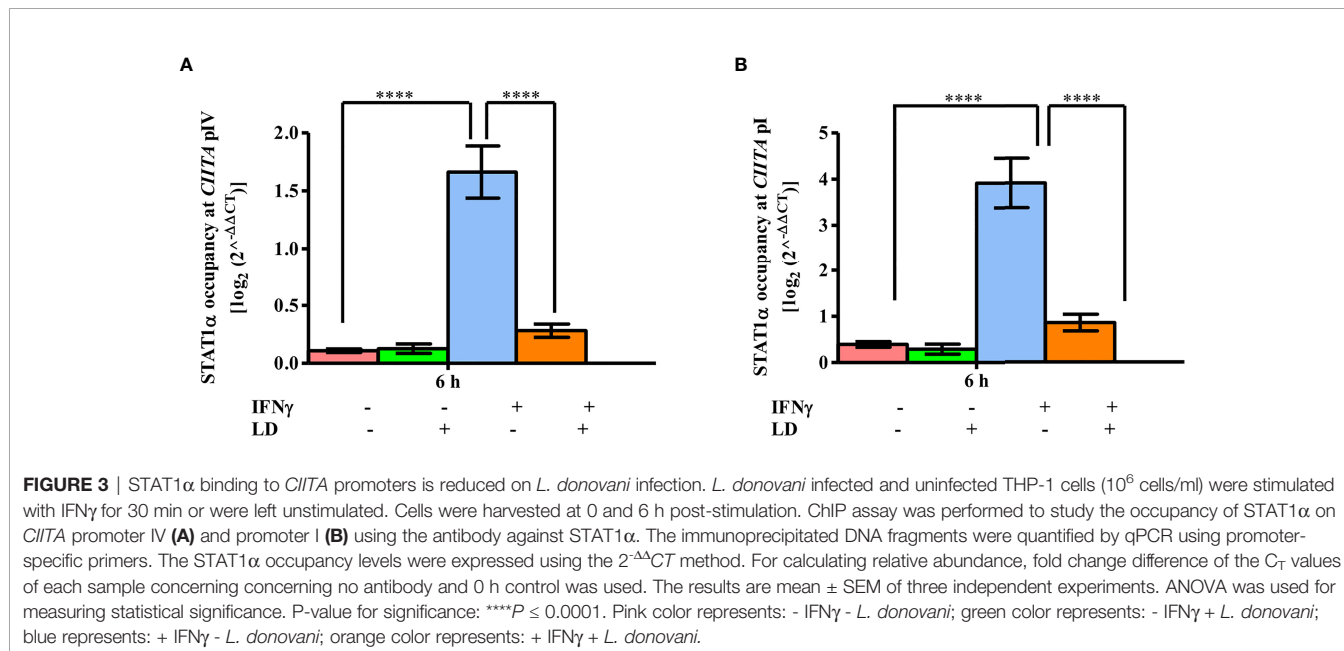 A
****
****
STAT1α occupancy at CIITA pIV
[log₂ (2^-ΔΔCT)]
2.0
1.5
1.0
0.5
0.0
6 h
IFNγ - - + +
LD - + - +
B
****
****
STAT1α occupancy at CIITA pI
[log₂ (2^-ΔΔCT)]
5
4
3
2
1
0
6 h
IFNγ - - + +
LD - + - +
FIGURE 3 | STAT1α binding to CIITA promoters is reduced on L. donovani infection. L. donovani infected and uninfected THP-1 cells (10⁶ cells/ml) were stimulated
with IFNγ for 30 min or were left unstimulated. Cells were harvested at 0 and 6 h post-stimulation. ChIP assay was performed to study the occupancy of STAT1α on
CIITA promoter IV (A) and promoter I (B) using the antibody against STAT1α. The immunoprecipitated DNA fragments were quantified by qPCR using promoter-
specific primers. The STAT1α occupancy levels were expressed using the 2^-ΔΔCT method. For calculating relative abundance, fold change difference of the C_T values
of each sample concerning concerning no antibody and 0 h control was used. The results are mean ± SEM of three independent experiments. ANOVA was used for
measuring statistical significance. P-value for significance: ****P ≤ 0.0001. Pink color represents: - IFNγ - L. donovani; green color represents: - IFNγ + L. donovani;
blue represents: + IFNγ - L. donovani; orange color represents: + IFNγ + L. donovani.